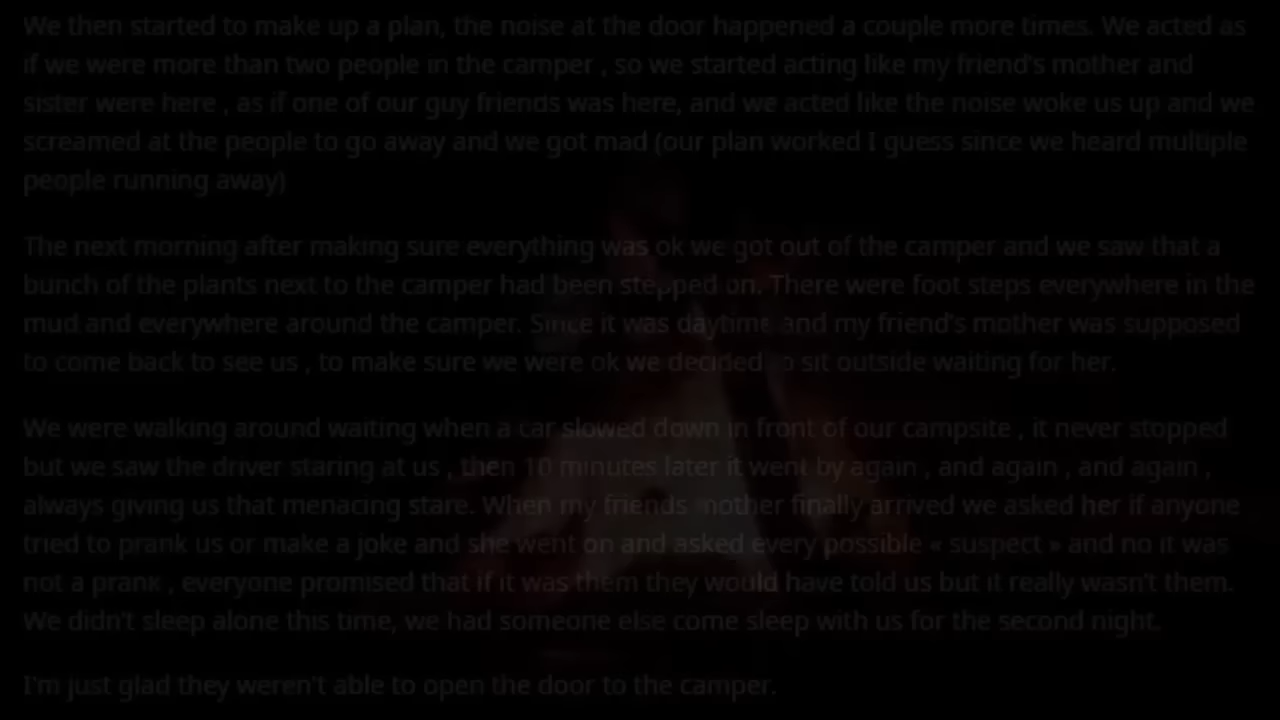 We then started to make up a plan, the noise at the door happened a couple more times. We acted as
if we were more than two people in the camper , so we started acting like my friend's mother and
sister were here , as if one of our guy friends was here, and we acted like the noise woke us up and we
screamed at the people to go away and we got mad (our plan worked I guess since we heard multiple
people running away)
The next morning after making sure everything was ok we got out of the camper and we saw that a
bunch of the plants next to the camper had been stepped on. There were foot steps everywhere in the
mud and everywhere around the camper. Since it was daytime and my friend's mother was supposed
to come back to see us , to make sure we were ok we decided to sit outside waiting for her.
We were walking around waiting when a car slowed down in front of our campsite , it never stopped
but we saw the driver staring at us , then 10 minutes later it went by again , and again , and again ,
always giving us that menacing stare. When my friends mother finally arrived we asked her if anyone
tried to prank us or make a joke and she went on and asked every possible « suspect » and no it was
not a prank , everyone promised that if it was them they would have told us but it really wasn't them.
We didn't sleep alone this time, we had someone else come sleep with us for the second night.
I'm just glad they weren't able to open the door to the camper.